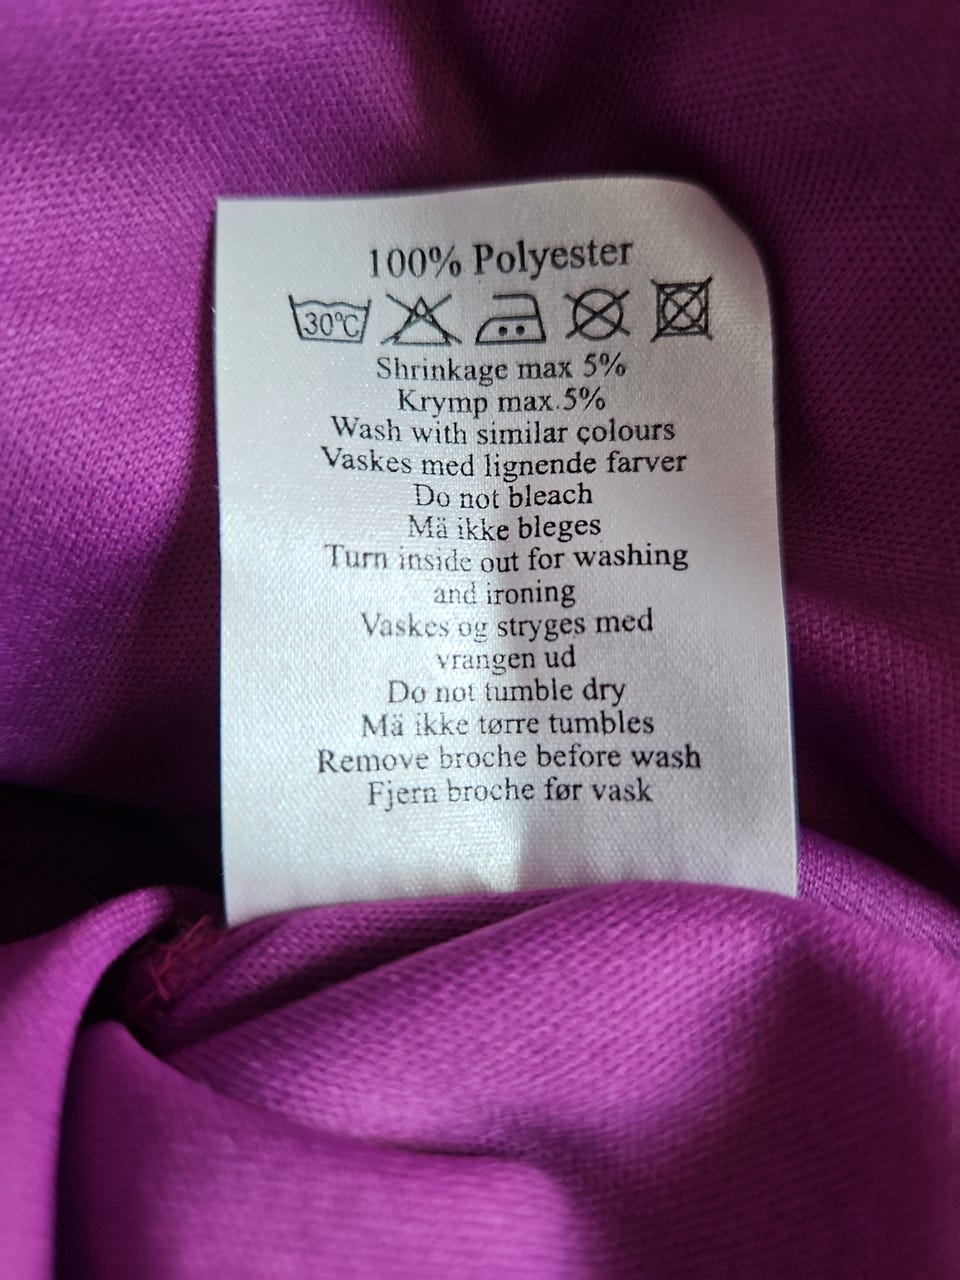 100% Polyester
30°C
Shrinkage max 5%
Krymp max.5%
Wash with similar colours
Vaskes med lignende farver
Do not bleach
Mä ikke bleges
Turn inside out for washing
and ironing
Vaskes og stryges med
vrangen ud
Do not tumble dry
Mä ikke tørre tumbles
Remove broche before wash
Fjern broche før vask